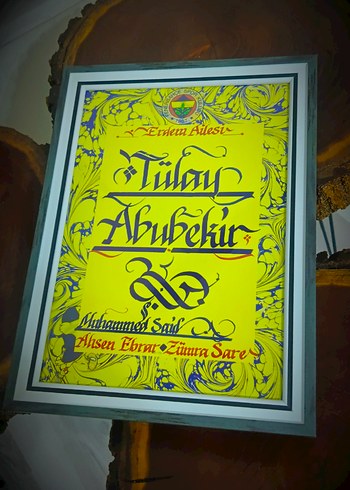 Erdem Ailesi
Tülay
Abubekir
&
Muhammed Said
Ahsen Ebrar Zümra Sare